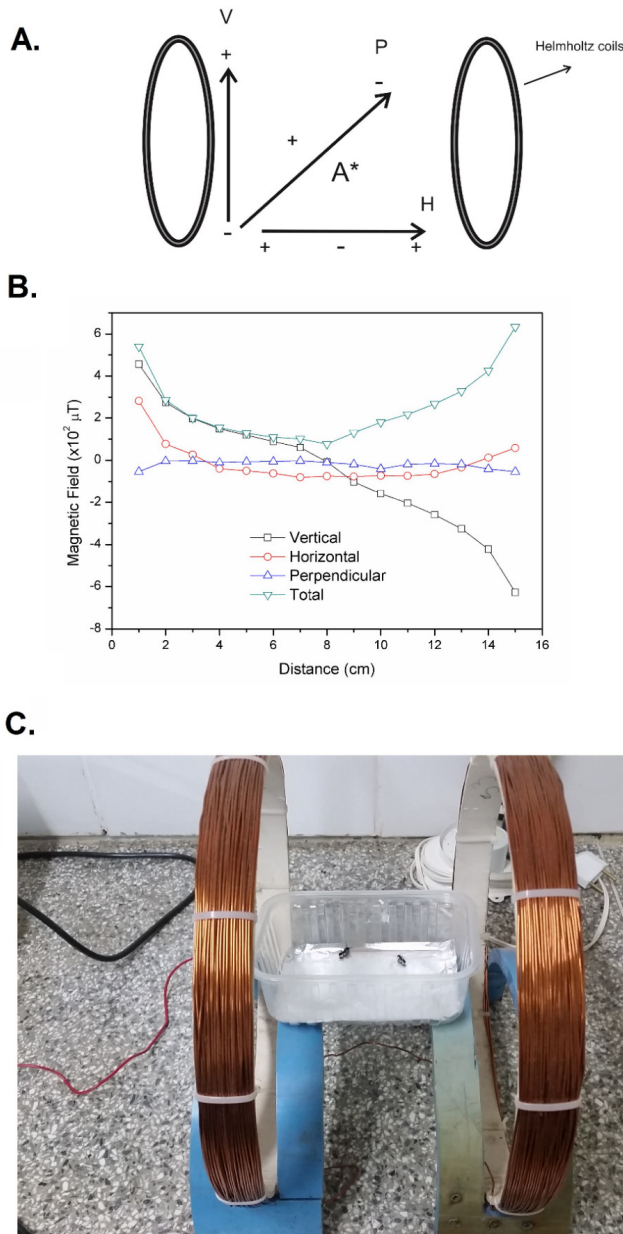 A.
V
+
P
-
Helmholtz coils
+
A*
H
-
+
-
+
B.
6
4
2
0
-2
-4
-6
-8
Magnetic Field (x10² µT)
Vertical
Horizontal
Perpendicular
Total
0 2 4 6 8 10 12 14 16
Distance (cm)
C.